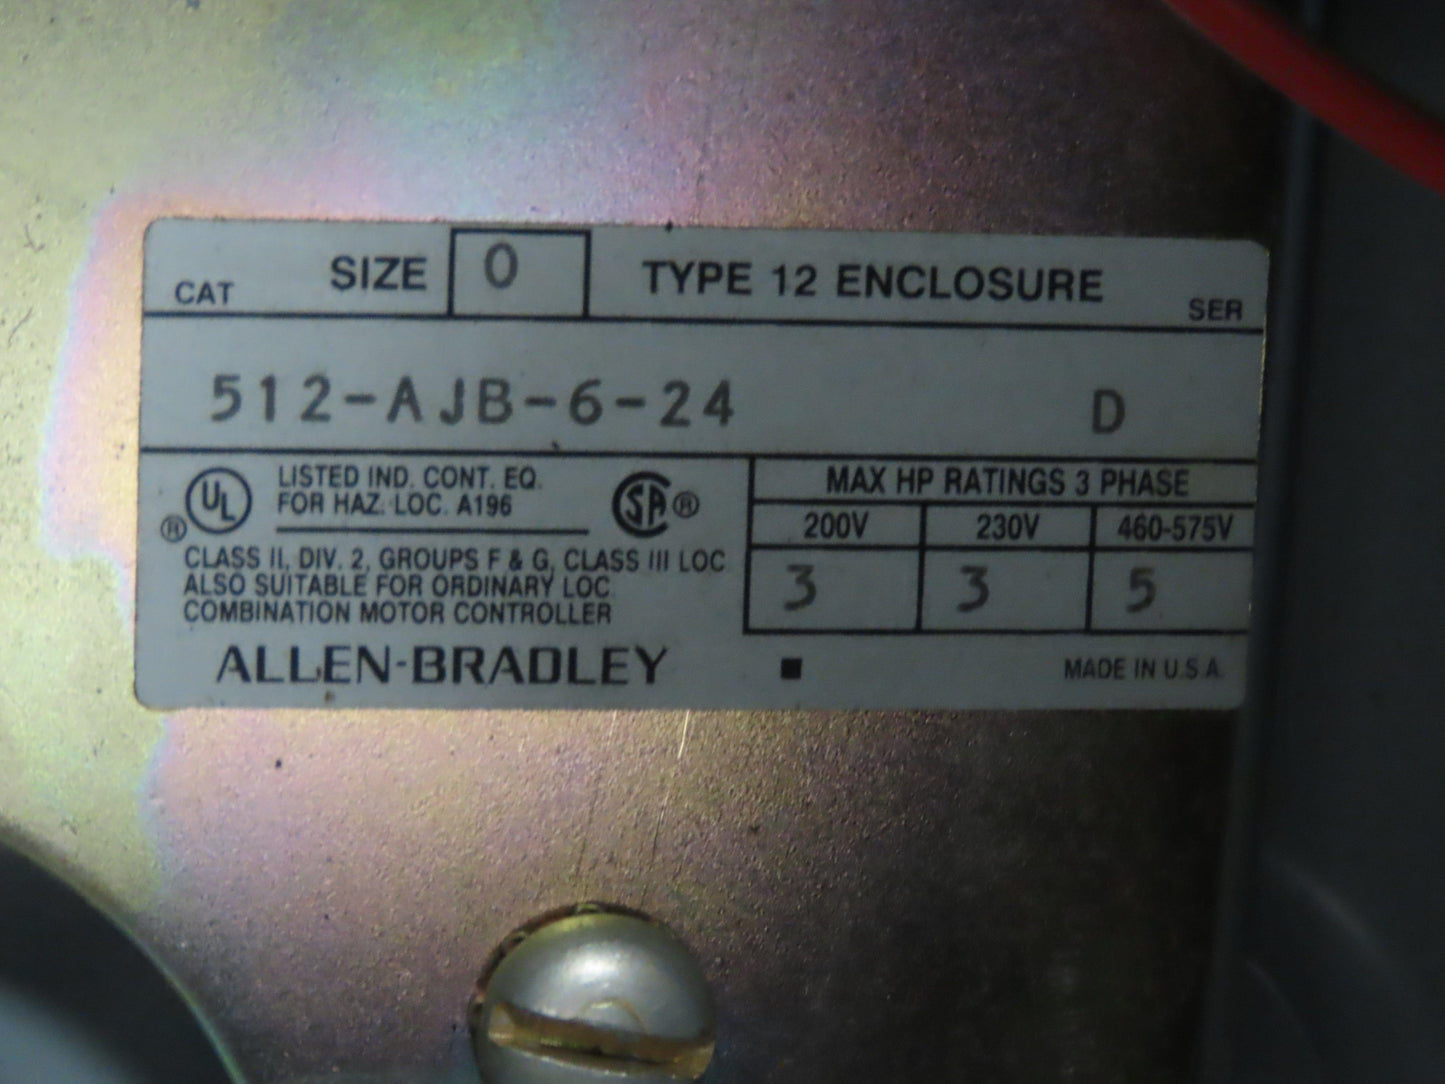 SIZE 0 TYPE 12 ENCLOSURE
CAT SER
512-AJB-6-24 D
UL ® LISTED IND. CONT. EQ.
FOR HAZ. LOC. A196
SA ®
CLASS II, DIV. 2, GROUPS F & G, CLASS III LOC
ALSO SUITABLE FOR ORDINARY LOC
COMBINATION MOTOR CONTROLLER
MAX HP RATINGS 3 PHASE
200V 230V 460-575V
3 3 5
ALLEN-BRADLEY
MADE IN U.S.A.